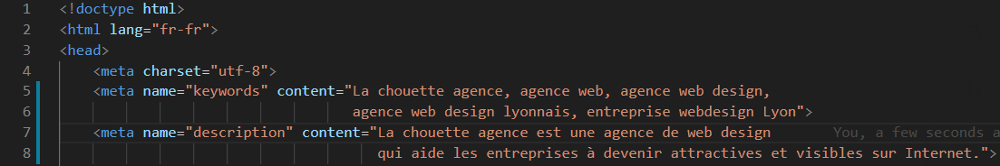 1 <!doctype html>
2 <html lang="fr-fr">
3 <head>
4 <meta charset="utf-8">
5 <meta name="keywords" content="La chouette agence, agence web, agence web design,
6 agence web design lyonnais, entreprise webdesign Lyon">
7 <meta name="description" content="La chouette agence est une agence de web design You, a few seconds a
8 qui aide les entreprises à devenir attractives et visibles sur Internet.">